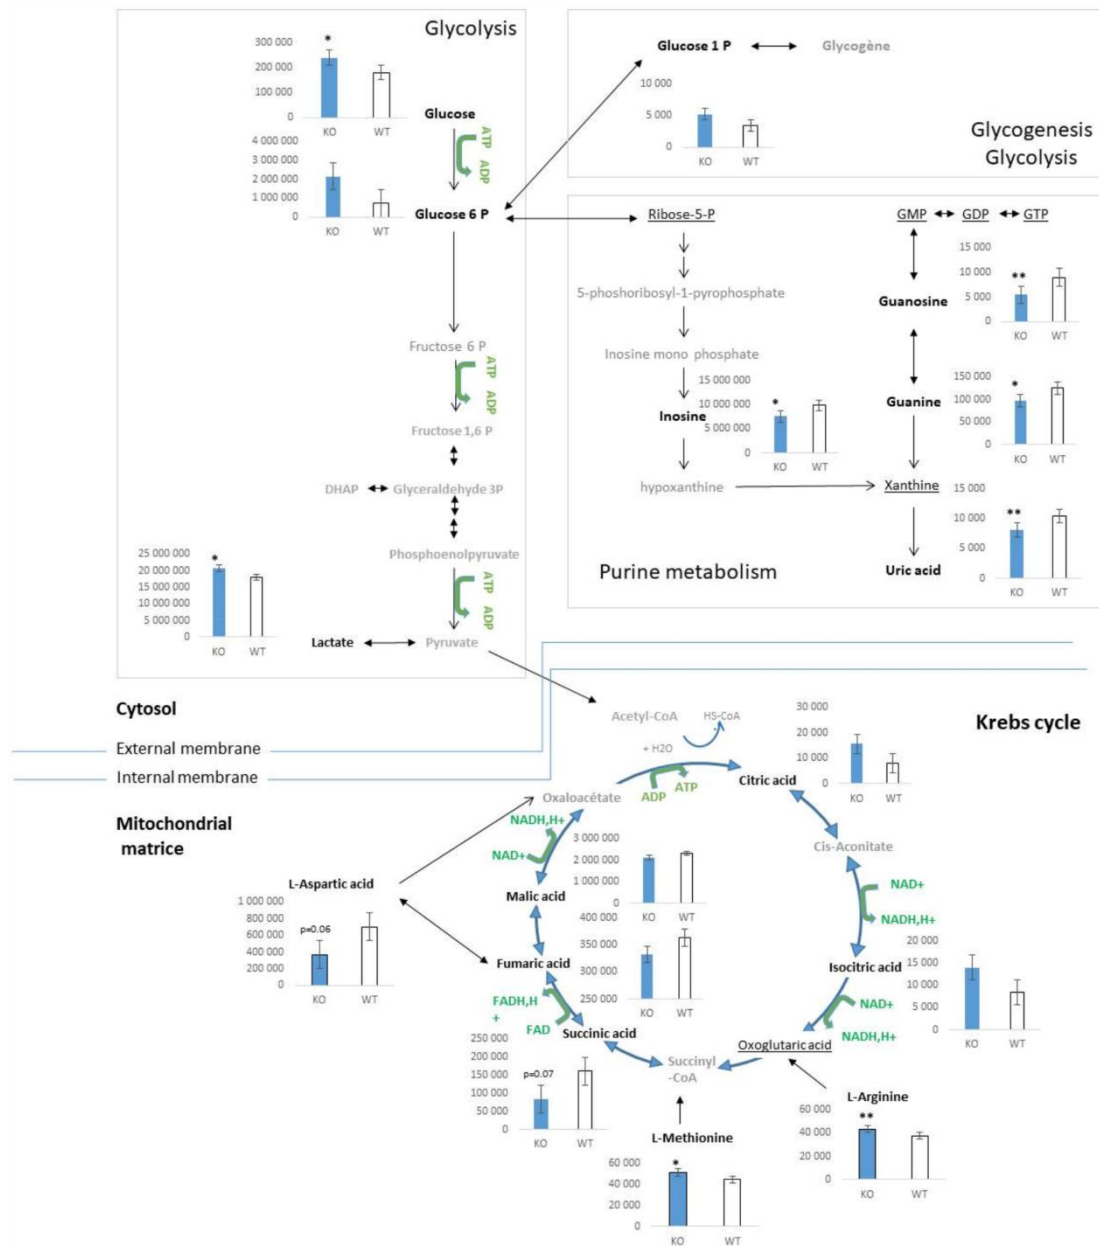 Glycolysis
300 000
200 000
100 000
0
*
KO
WT
Glucose
ATP
ADP
4 000 000
3 000 000
2 000 000
1 000 000
0
KO
WT
Glucose 6 P
Fructose 6 P
ATP
ADP
Fructose 1,6 P
DHAP
Glyceraldehyde 3P
Phosphoenolpyruvate
ATP
ADP
25 000 000
20 000 000
15 000 000
10 000 000
5 000 000
0
*
KO
WT
Lactate
Pyruvate
Glucose 1 P
Glycogène
10 000
5 000
0
KO
WT
Glycogenesis
Glycolysis
Ribose-5-P
5-phoshoribosyl-1-pyrophosphate
Inosine mono phosphate
Inosine
15 000 000
10 000 000
5 000 000
0
*
KO
WT
hypoxanthine
GMP
GDP
GTP
15 000
10 000
5 000
0
**
KO
WT
Guanosine
150 000
100 000
50 000
0
*
KO
WT
Guanine
Xanthine
15 000
10 000
5 000
0
**
KO
WT
Uric acid
Purine metabolism
Cytosol
External membrane
Internal membrane
Mitochondrial
matrice
Krebs cycle
Acetyl-CoA
HS-CoA
+ H2O
ADP
ATP
Citric acid
30 000
20 000
10 000
0
KO
WT
Oxaloacétate
Cis-Aconitate
NADH,H+
NAD+
NAD+
NADH,H+
Malic acid
3 000 000
2 000 000
1 000 000
0
KO
WT
L-Aspartic acid
1 000 000
800 000
600 000
400 000
200 000
0
p=0.06
KO
WT
Fumaric acid
400 000
350 000
300 000
250 000
KO
WT
Isocitric acid
20 000
15 000
10 000
5 000
0
KO
WT
NAD+
NADH,H+
FADH,H
+
FAD
Succinic acid
250 000
200 000
150 000
100 000
50 000
0
p=0.07
KO
WT
Succinyl
-CoA
Oxoglutaric acid
L-Arginine
60 000
40 000
20 000
0
**
KO
WT
L-Methionine
60 000
40 000
20 000
0
*
KO
WT